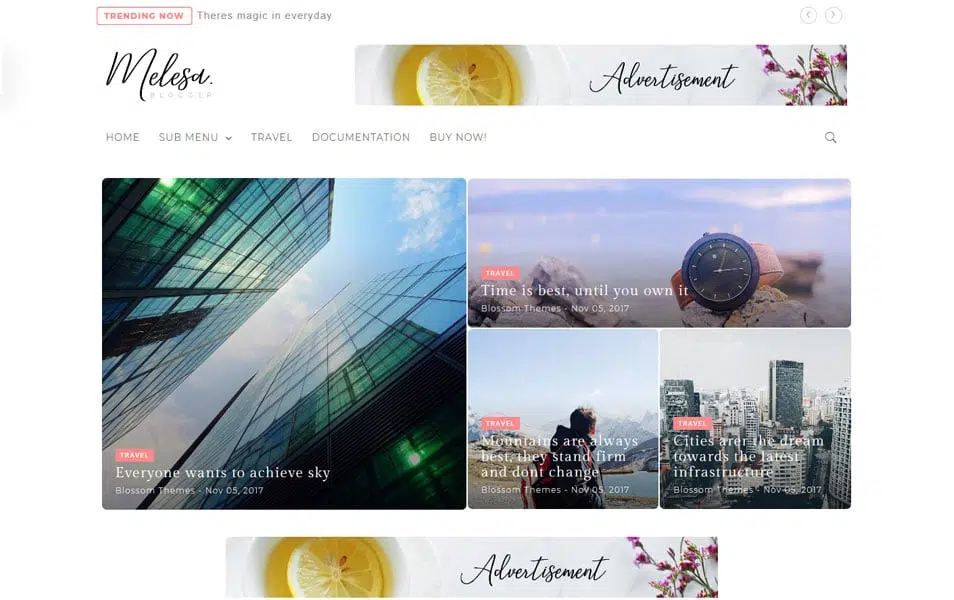 TRENDING NOW Theres magic in everyday
Melesa.
BLOGGER
Advertisement
HOME SUB MENU TRAVEL DOCUMENTATION BUY NOW!
TRAVEL
Everyone wants to achieve sky
Blossom Themes - Nov 05, 2017
TRAVEL
Time is best, until you own it
Blossom Themes - Nov 05, 2017
TRAVEL
Mountains are always
best, they stand firm
and dont change
Blossom Themes - Nov 05, 2017
TRAVEL
Cities arer the dream
towards the latest
infrastructure
Blossom Themes - Nov 05, 2017
Advertisement